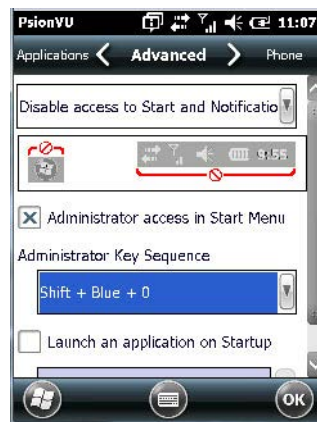 PsionVU 11:07
Applications Advanced Phone
Disable access to Start and Notificatio
9:55
Administrator access in Start Menu
Administrator Key Sequence
Shift + Blue + 0
Launch an application on Startup
OK